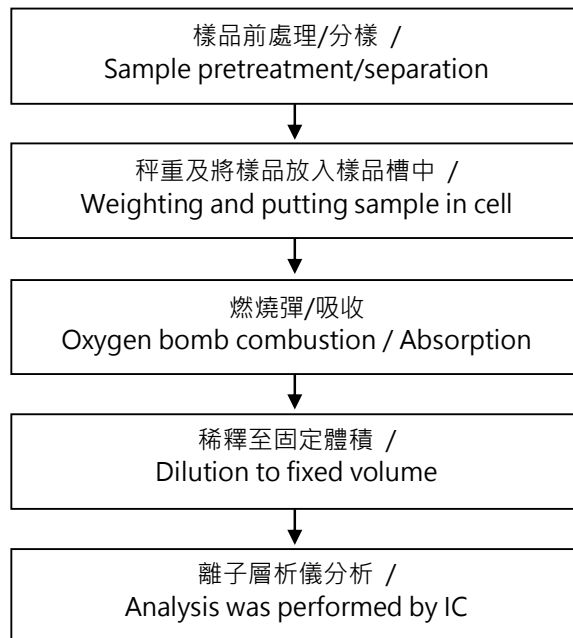 樣品前處理/分樣 /
Sample pretreatment/separation
秤重及將樣品放入樣品槽中 /
Weighting and putting sample in cell
燃燒彈/吸收
Oxygen bomb combustion / Absorption
稀釋至固定體積 /
Dilution to fixed volume
離子層析儀分析 /
Analysis was performed by IC